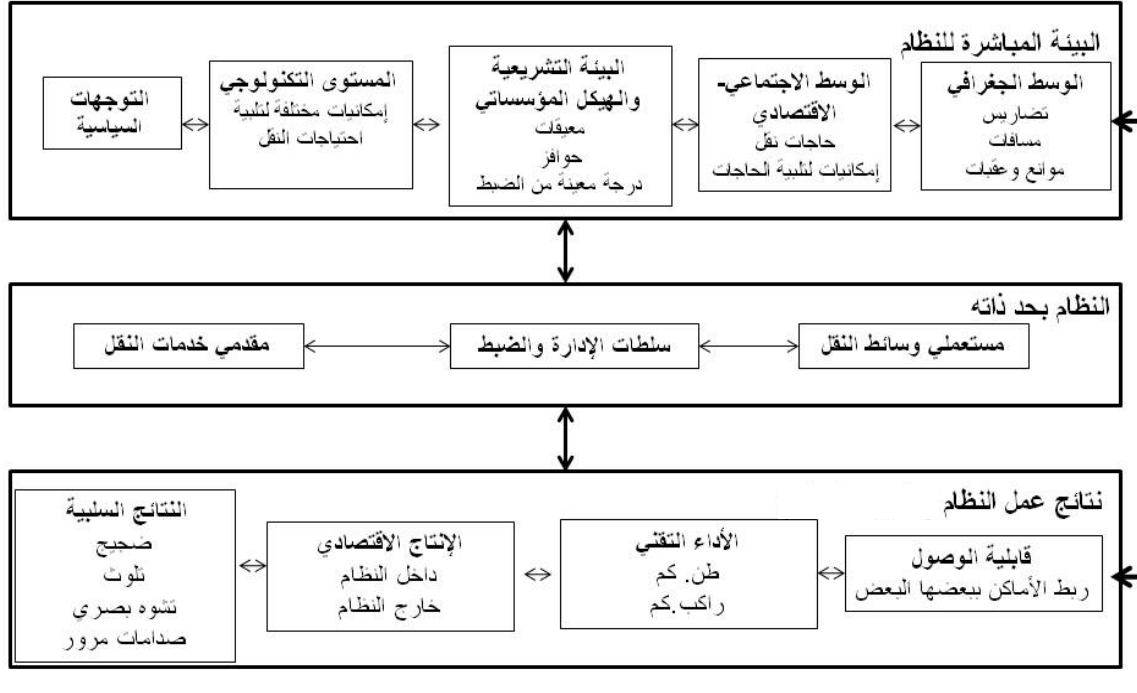 البيئة المباشرة للنظام
الوسط الجغرافي
تضاريس
مسافات
موانع وعقبات
الوسط الاجتماعي-
الاقتصادي
حاجات نقل
إمكانيات لتلبية الحاجات
البيئة التشريعية
والهيكل المؤسساتي
معيقات
حوافز
درجة معينة من الضبط
المستوى التكنولوجي
إمكانيات مختلفة لتلبية
احتياجات النقل
التوجهات
السياسية
النظام بحد ذاته
مستعملي وسائط النقل
سلطات الإدارة والضبط
مقدمي خدمات النقل
نتائج عمل النظام
قابلية الوصول
ربط الأماكن ببعضها البعض
الأداء التقني
طن. كم
راكب.كم
الإنتاج الاقتصادي
داخل النظام
خارج النظام
النتائج السلبية
ضجيج
تلوث
تشوه بصري
صدامات مرور